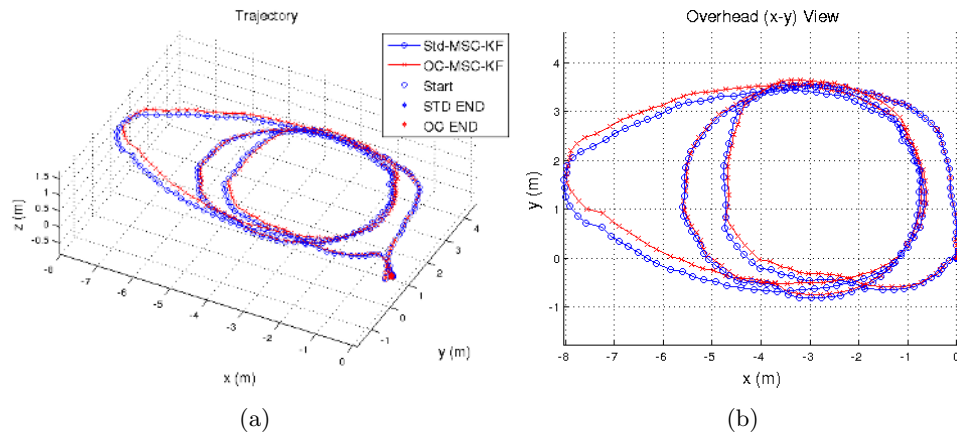 Trajectory
Std-MSC-KF
OC-MSC-KF
Start
STD END
OC END
1.5
1
0.5
0
-0.5
z (m)
-8
-7
-6
-5
-4
-3
-2
-1
0
x (m)
-1
0
1
2
3
4
y (m)
(a)
Overhead (x-y) View
4
3
2
1
0
-1
y (m)
-8
-7
-6
-5
-4
-3
-2
-1
0
x (m)
(b)